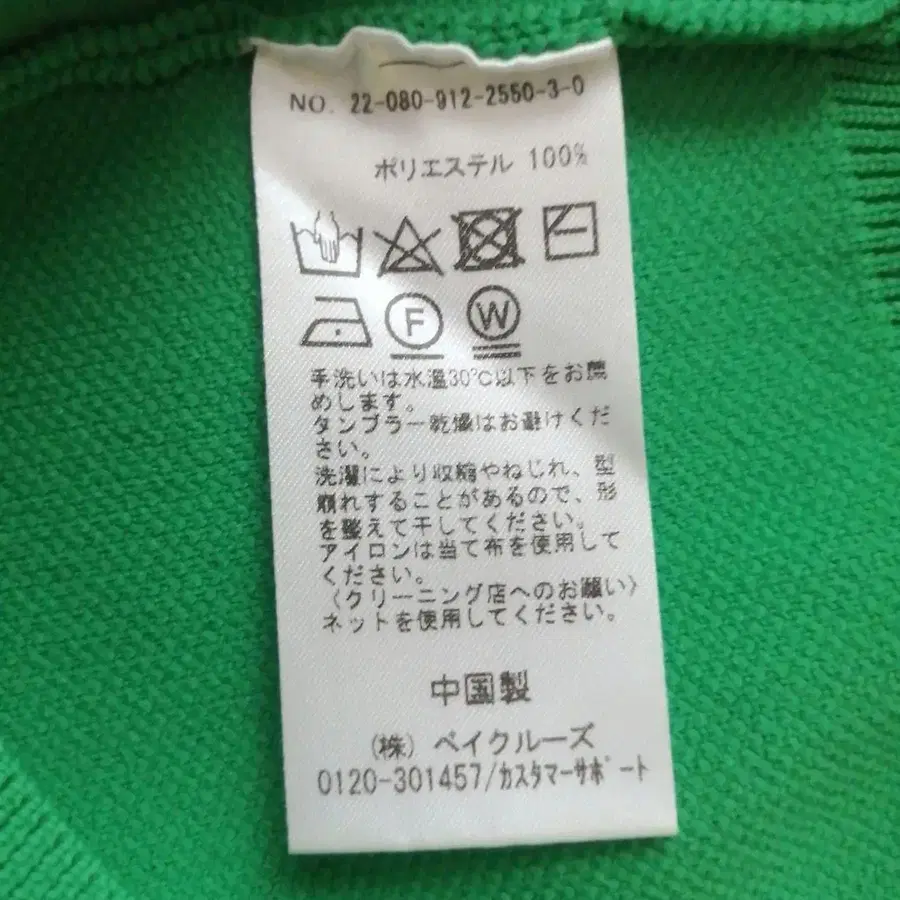 NO. 22-080-912-2550-3-0
ポリエステル 100%
F W
手洗いは水温30℃以下をお薦
めします。
タンブラー乾燥はお避けくだ
さい。
洗濯により収縮やねじれ、型
崩れすることがあるので、形
を整えて干してください。
アイロンは当て布を使用して
ください。
〈クリーニング店へのお願い〉
ネットを使用してください。
中国製
(株) ベイクルーズ
0120-301457/カスタマーサポート